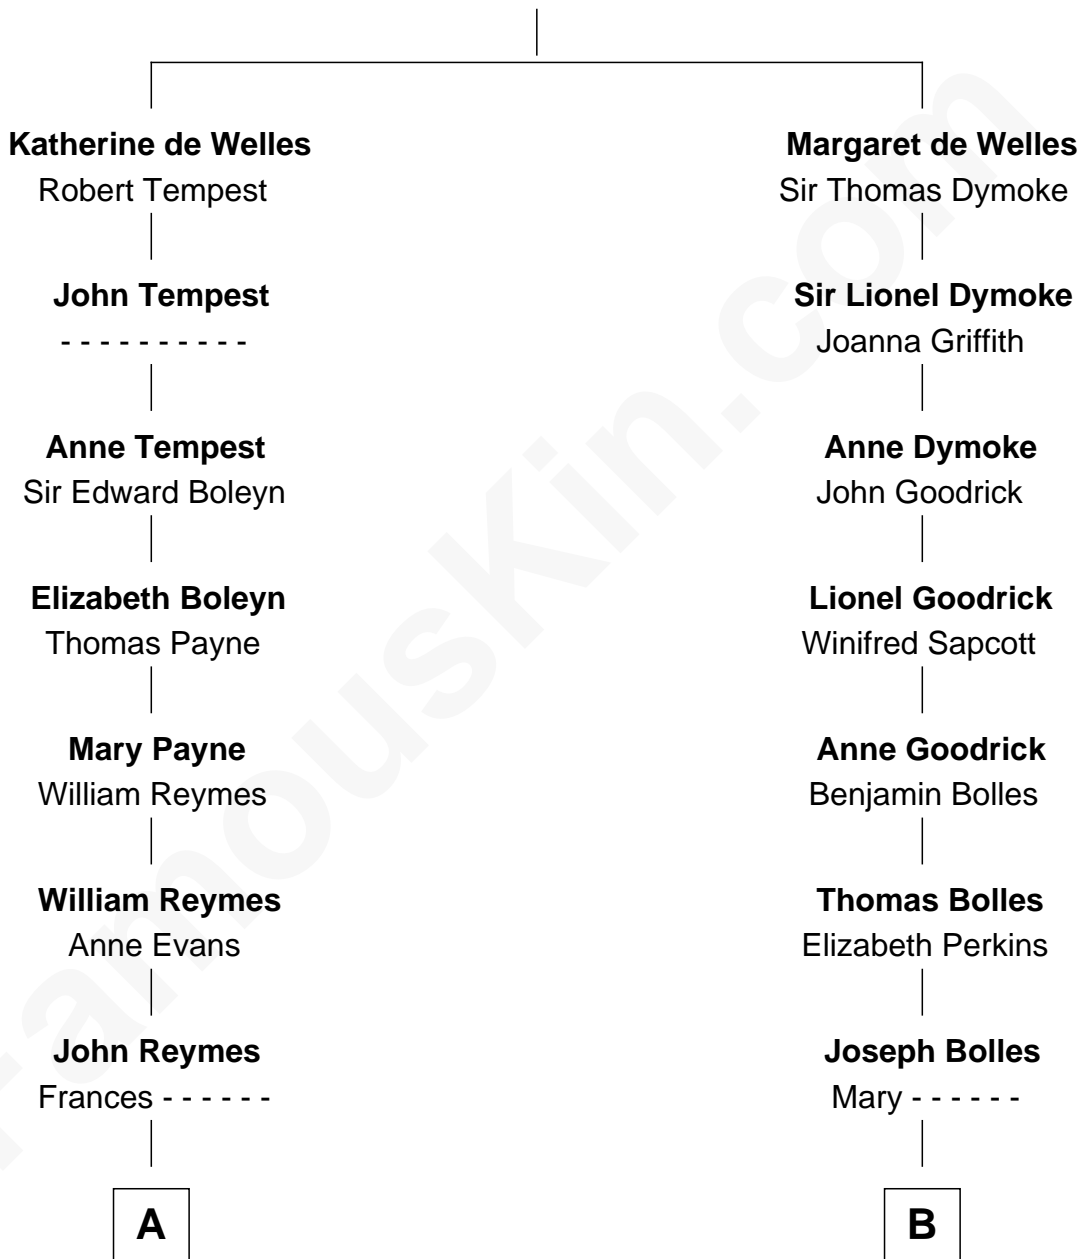 Katherine de Welles
Robert Tempest
John Tempest
- - - - - - - - - -
Anne Tempest
Sir Edward Boleyn
Elizabeth Boleyn
Thomas Payne
Mary Payne
William Reymes
William Reymes
Anne Evans
John Reymes
Frances - - - - - -
A
Margaret de Welles
Sir Thomas Dymoke
Sir Lionel Dymoke
Joanna Griffith
Anne Dymoke
John Goodrick
Lionel Goodrick
Winifred Sapcott
Anne Goodrick
Benjamin Bolles
Thomas Bolles
Elizabeth Perkins
Joseph Bolles
Mary - - - - - -
B
FamousKin.com